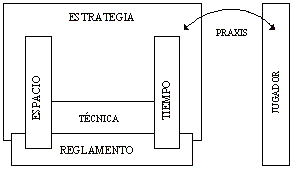 ESTRATEGIA
PRAXIS
ESPACIO
TIEMPO
JUGADOR
TÉCNICA
REGLAMENTO